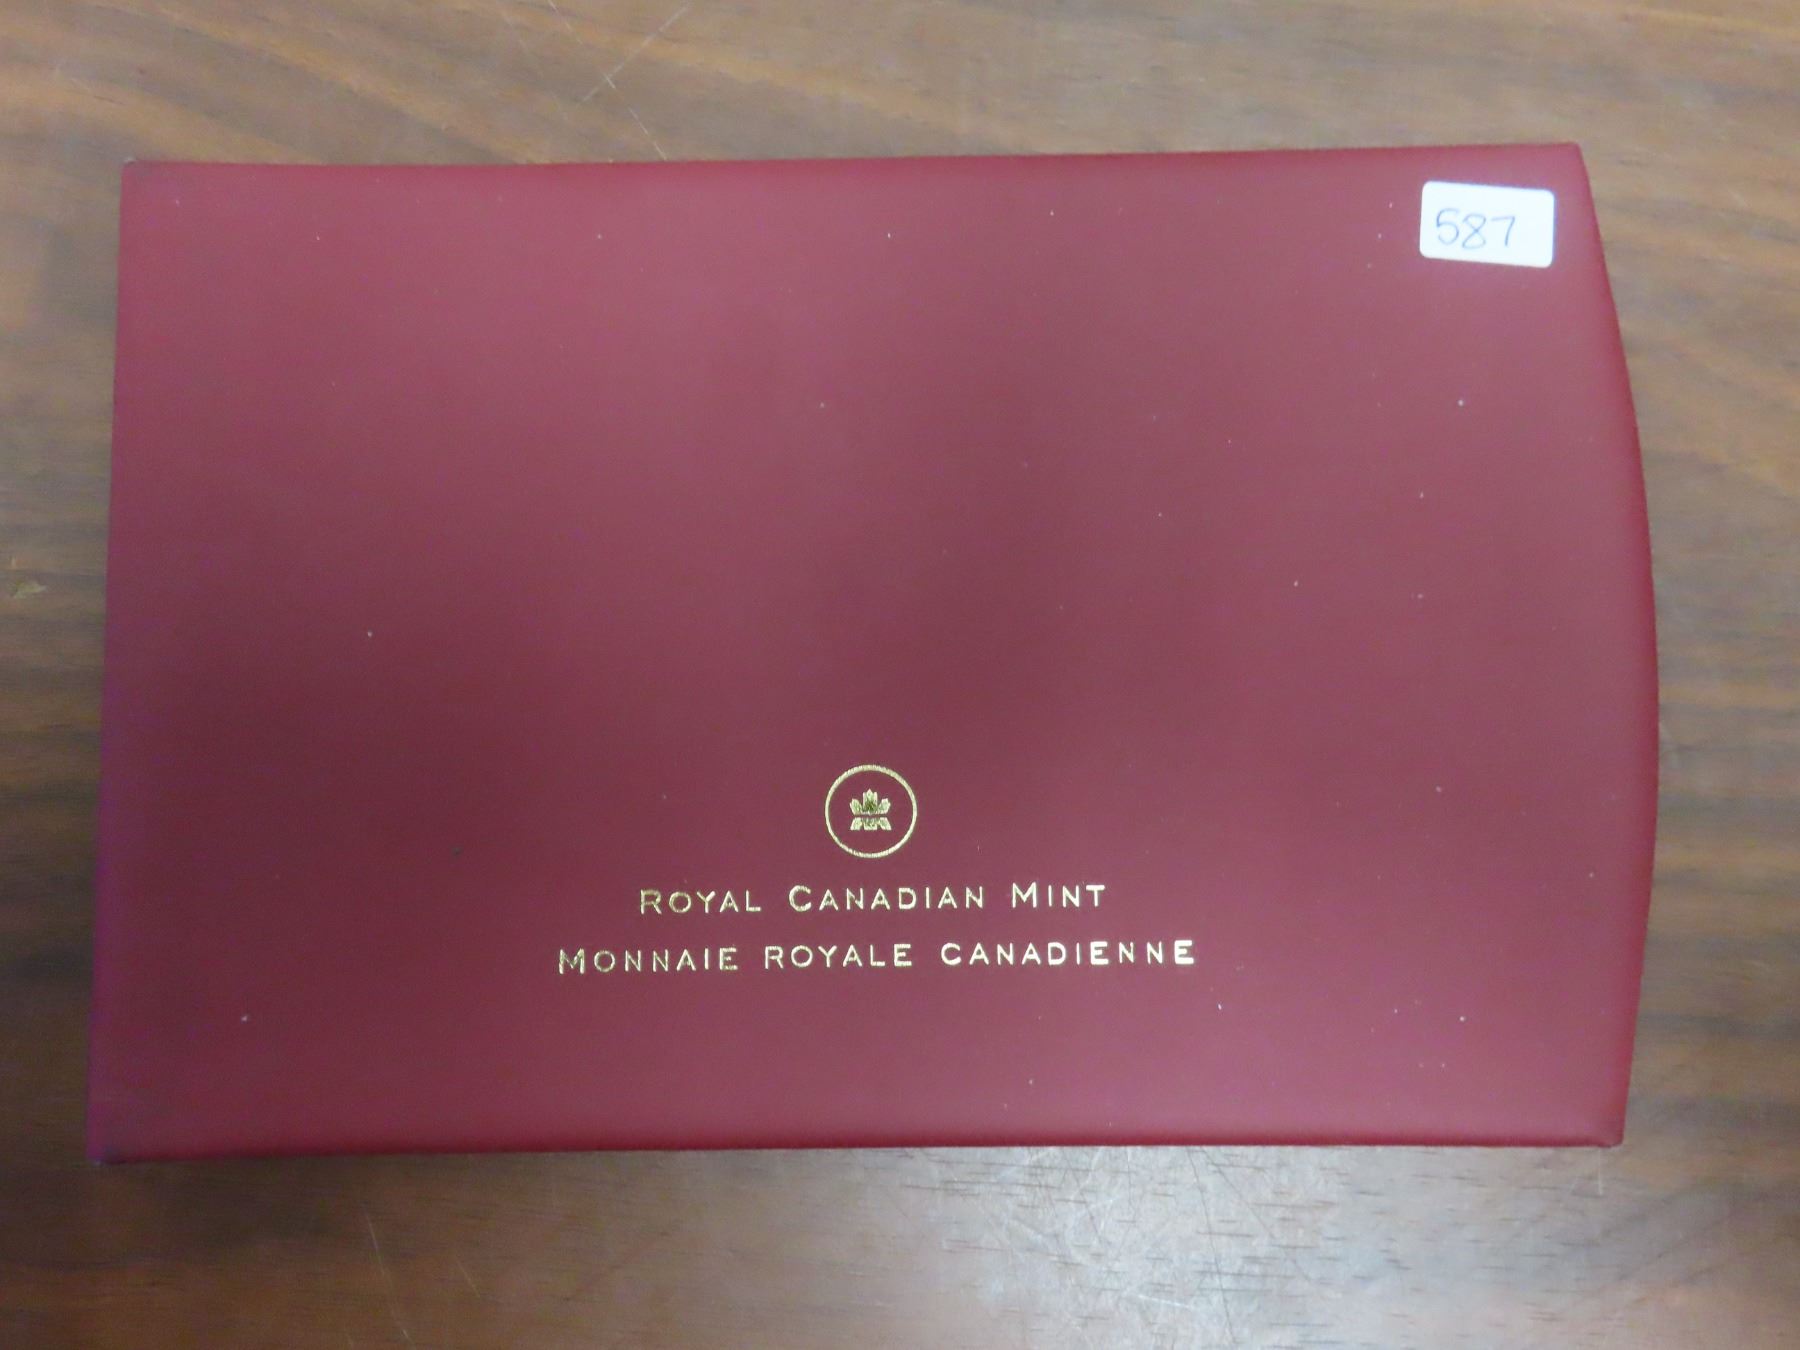 587
ROYAL CANADIAN MINT
MONNAIE ROYALE CANADIENNE